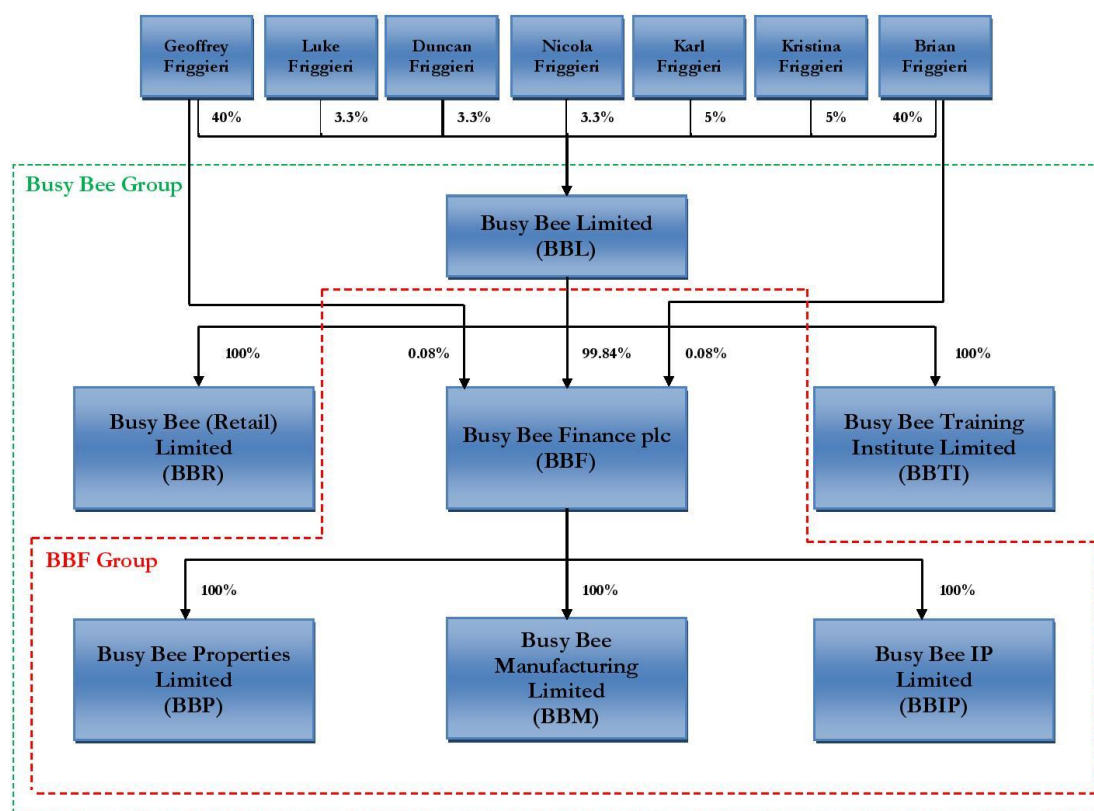 Geoffrey
Friggieri
Luke
Friggieri
Duncan
Friggieri
Nicola
Friggieri
Karl
Friggieri
Kristina
Friggieri
Brian
Friggieri
40%
3.3%
3.3%
3.3%
5%
5%
40%
Busy Bee Group
Busy Bee Limited
(BBL)
100%
0.08%
99.84%
0.08%
100%
Busy Bee (Retail)
Limited
(BBR)
Busy Bee Finance plc
(BBF)
Busy Bee Training
Institute Limited
(BBTI)
BBF Group
100%
100%
100%
Busy Bee Properties
Limited
(BBP)
Busy Bee
Manufacturing
Limited
(BBM)
Busy Bee IP
Limited
(BBIP)